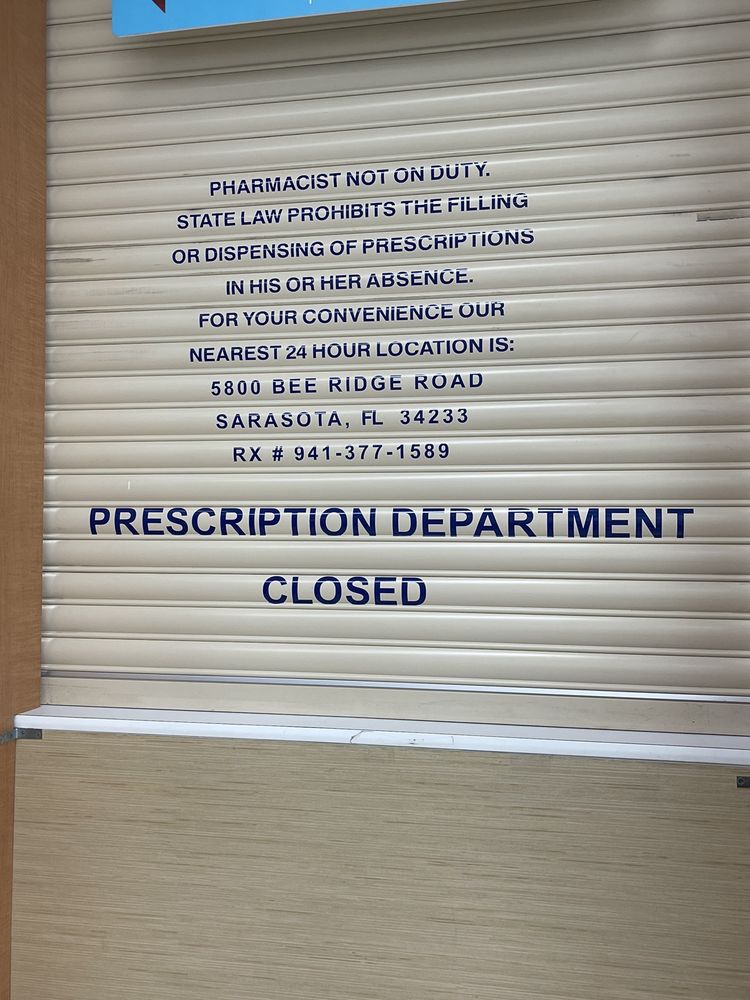 PHARMACIST NOT ON DUTY.
STATE LAW PROHIBITS THE FILLING
OR DISPENSING OF PRESCRIPTIONS
IN HIS OR HER ABSENCE.
FOR YOUR CONVENIENCE OUR
NEAREST 24 HOUR LOCATION IS:
5800 BEE RIDGE ROAD
SARASOTA, FL 34233
RX # 941-377-1589
PRESCRIPTION DEPARTMENT
CLOSED